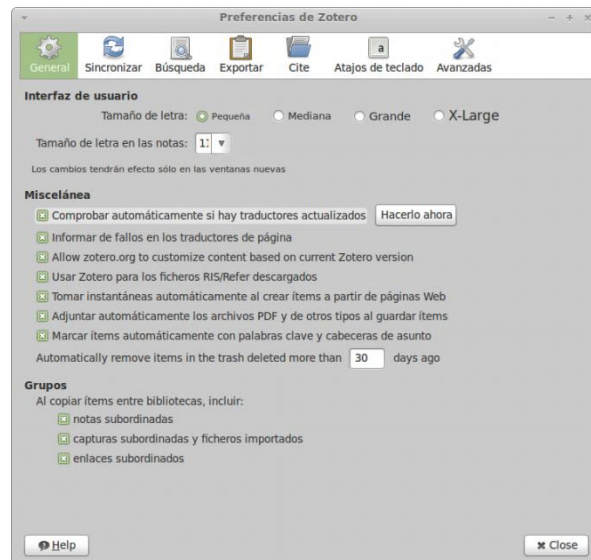 Preferencias de Zotero
General Sincronizar Búsqueda Exportar Cite Atajos de teclado Avanzadas
Interfaz de usuario
Tamaño de letra: Pequeña Mediana Grande X-Large
Tamaño de letra en las notas:
Los cambios tendrán efecto sólo en las ventanas nuevas
Miscelánea
Comprobar automáticamente si hay traductores actualizados Hacerlo ahora
Informar de fallos en los traductores de página
Allow zotero.org to customize content based on current Zotero version
Usar Zotero para los ficheros RIS/Refer descargados
Tomar instantáneas automáticamente al crear ítems a partir de páginas Web
Adjuntar automáticamente los archivos PDF y de otros tipos al guardar ítems
Marcar ítems automáticamente con palabras clave y cabeceras de asunto
Automatically remove items in the trash deleted more than 30 days ago
Grupos
Al copiar ítems entre bibliotecas, incluir:
notas subordinadas
capturas subordinadas y ficheros importados
enlaces subordinados
Help Close